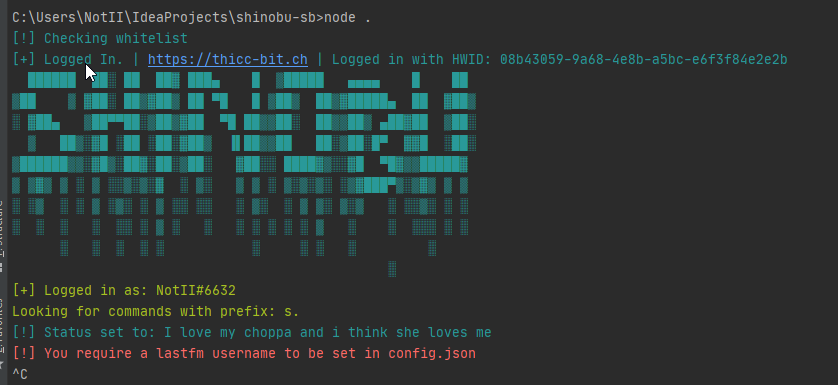 C:\Users\NotII\IdeaProjects\shinobu-sb>node .
[!] Checking whitelist
[+] Logged In. | https://thicc-bit.ch | Logged in with HWID: 08b43059-9a68-4e8b-a5bc-e6f3f84e2e2b
[+] Logged in as: NotII#6632
Looking for commands with prefix: s.
[!] Status set to: I love my choppa and i think she loves me
[!] You require a lastfm username to be set in config.json
^C